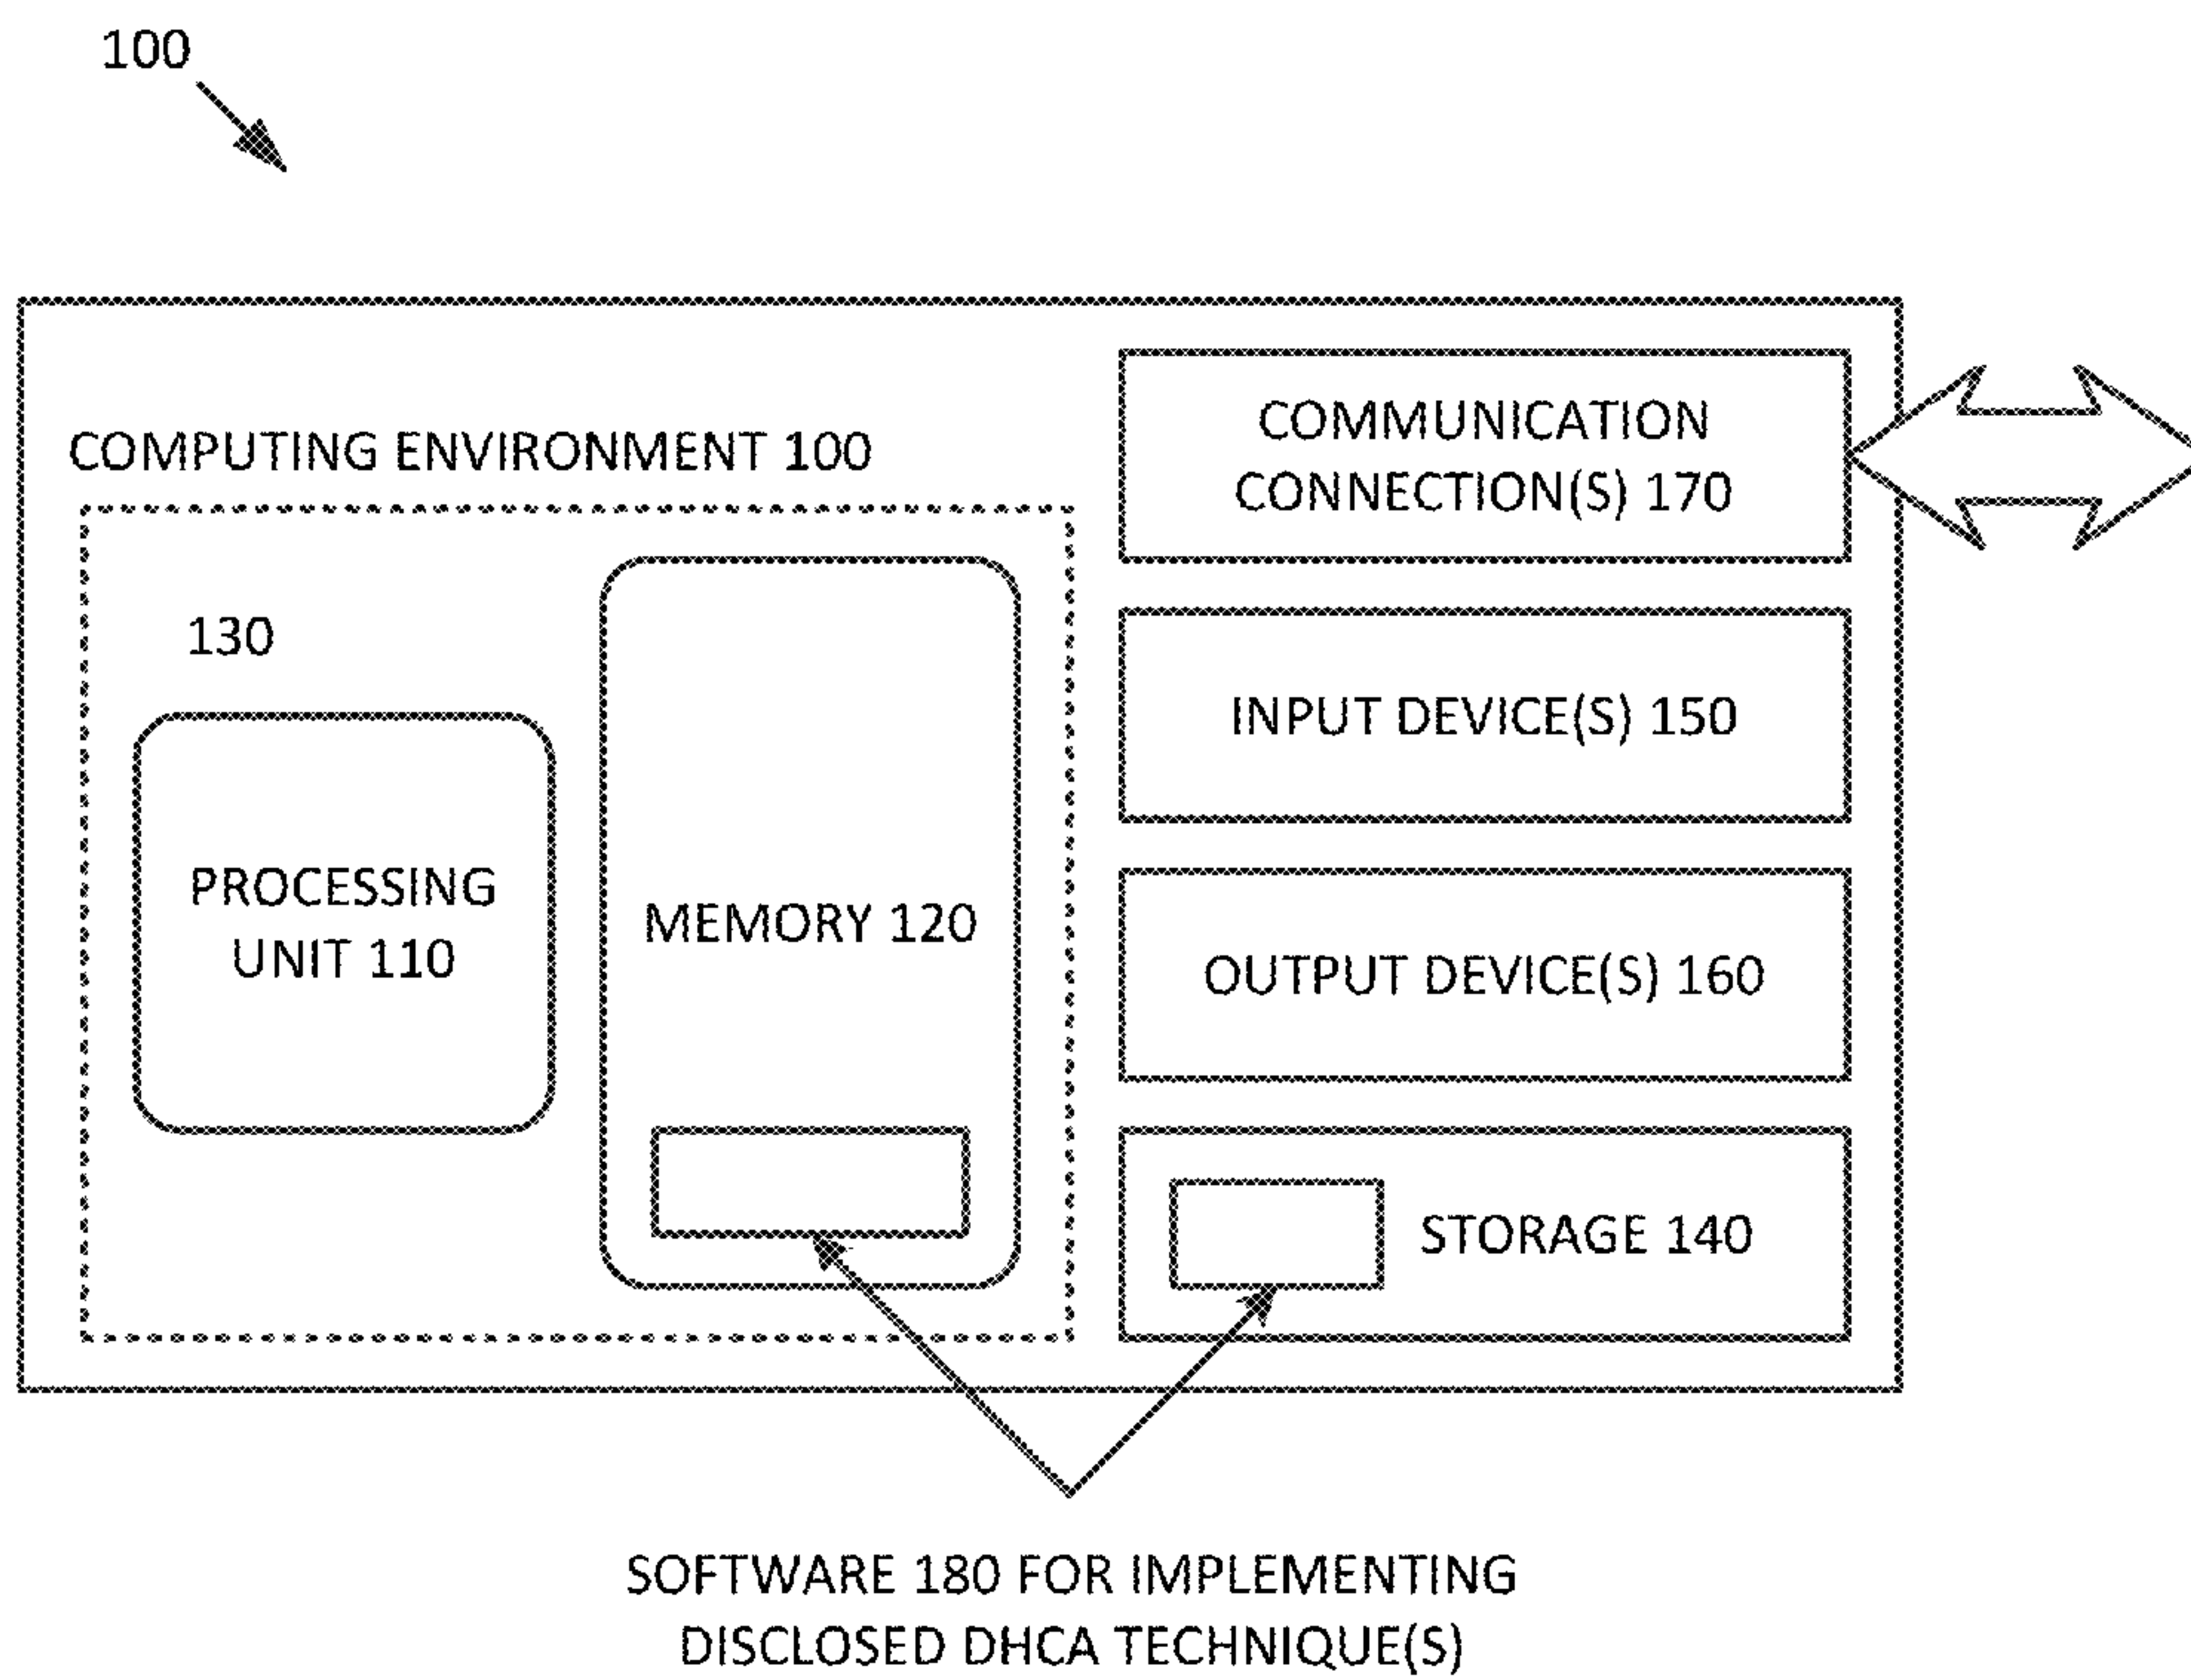 100
COMPUTING ENVIRONMENT 100
130
PROCESSING
UNIT 110
MEMORY 120
COMMUNICATION
CONNECTION(S) 170
INPUT DEVICE(S) 150
OUTPUT DEVICE(S) 160
STORAGE 140
SOFTWARE 180 FOR IMPLEMENTING
DISCLOSED DHCA TECHNIQUE(S)